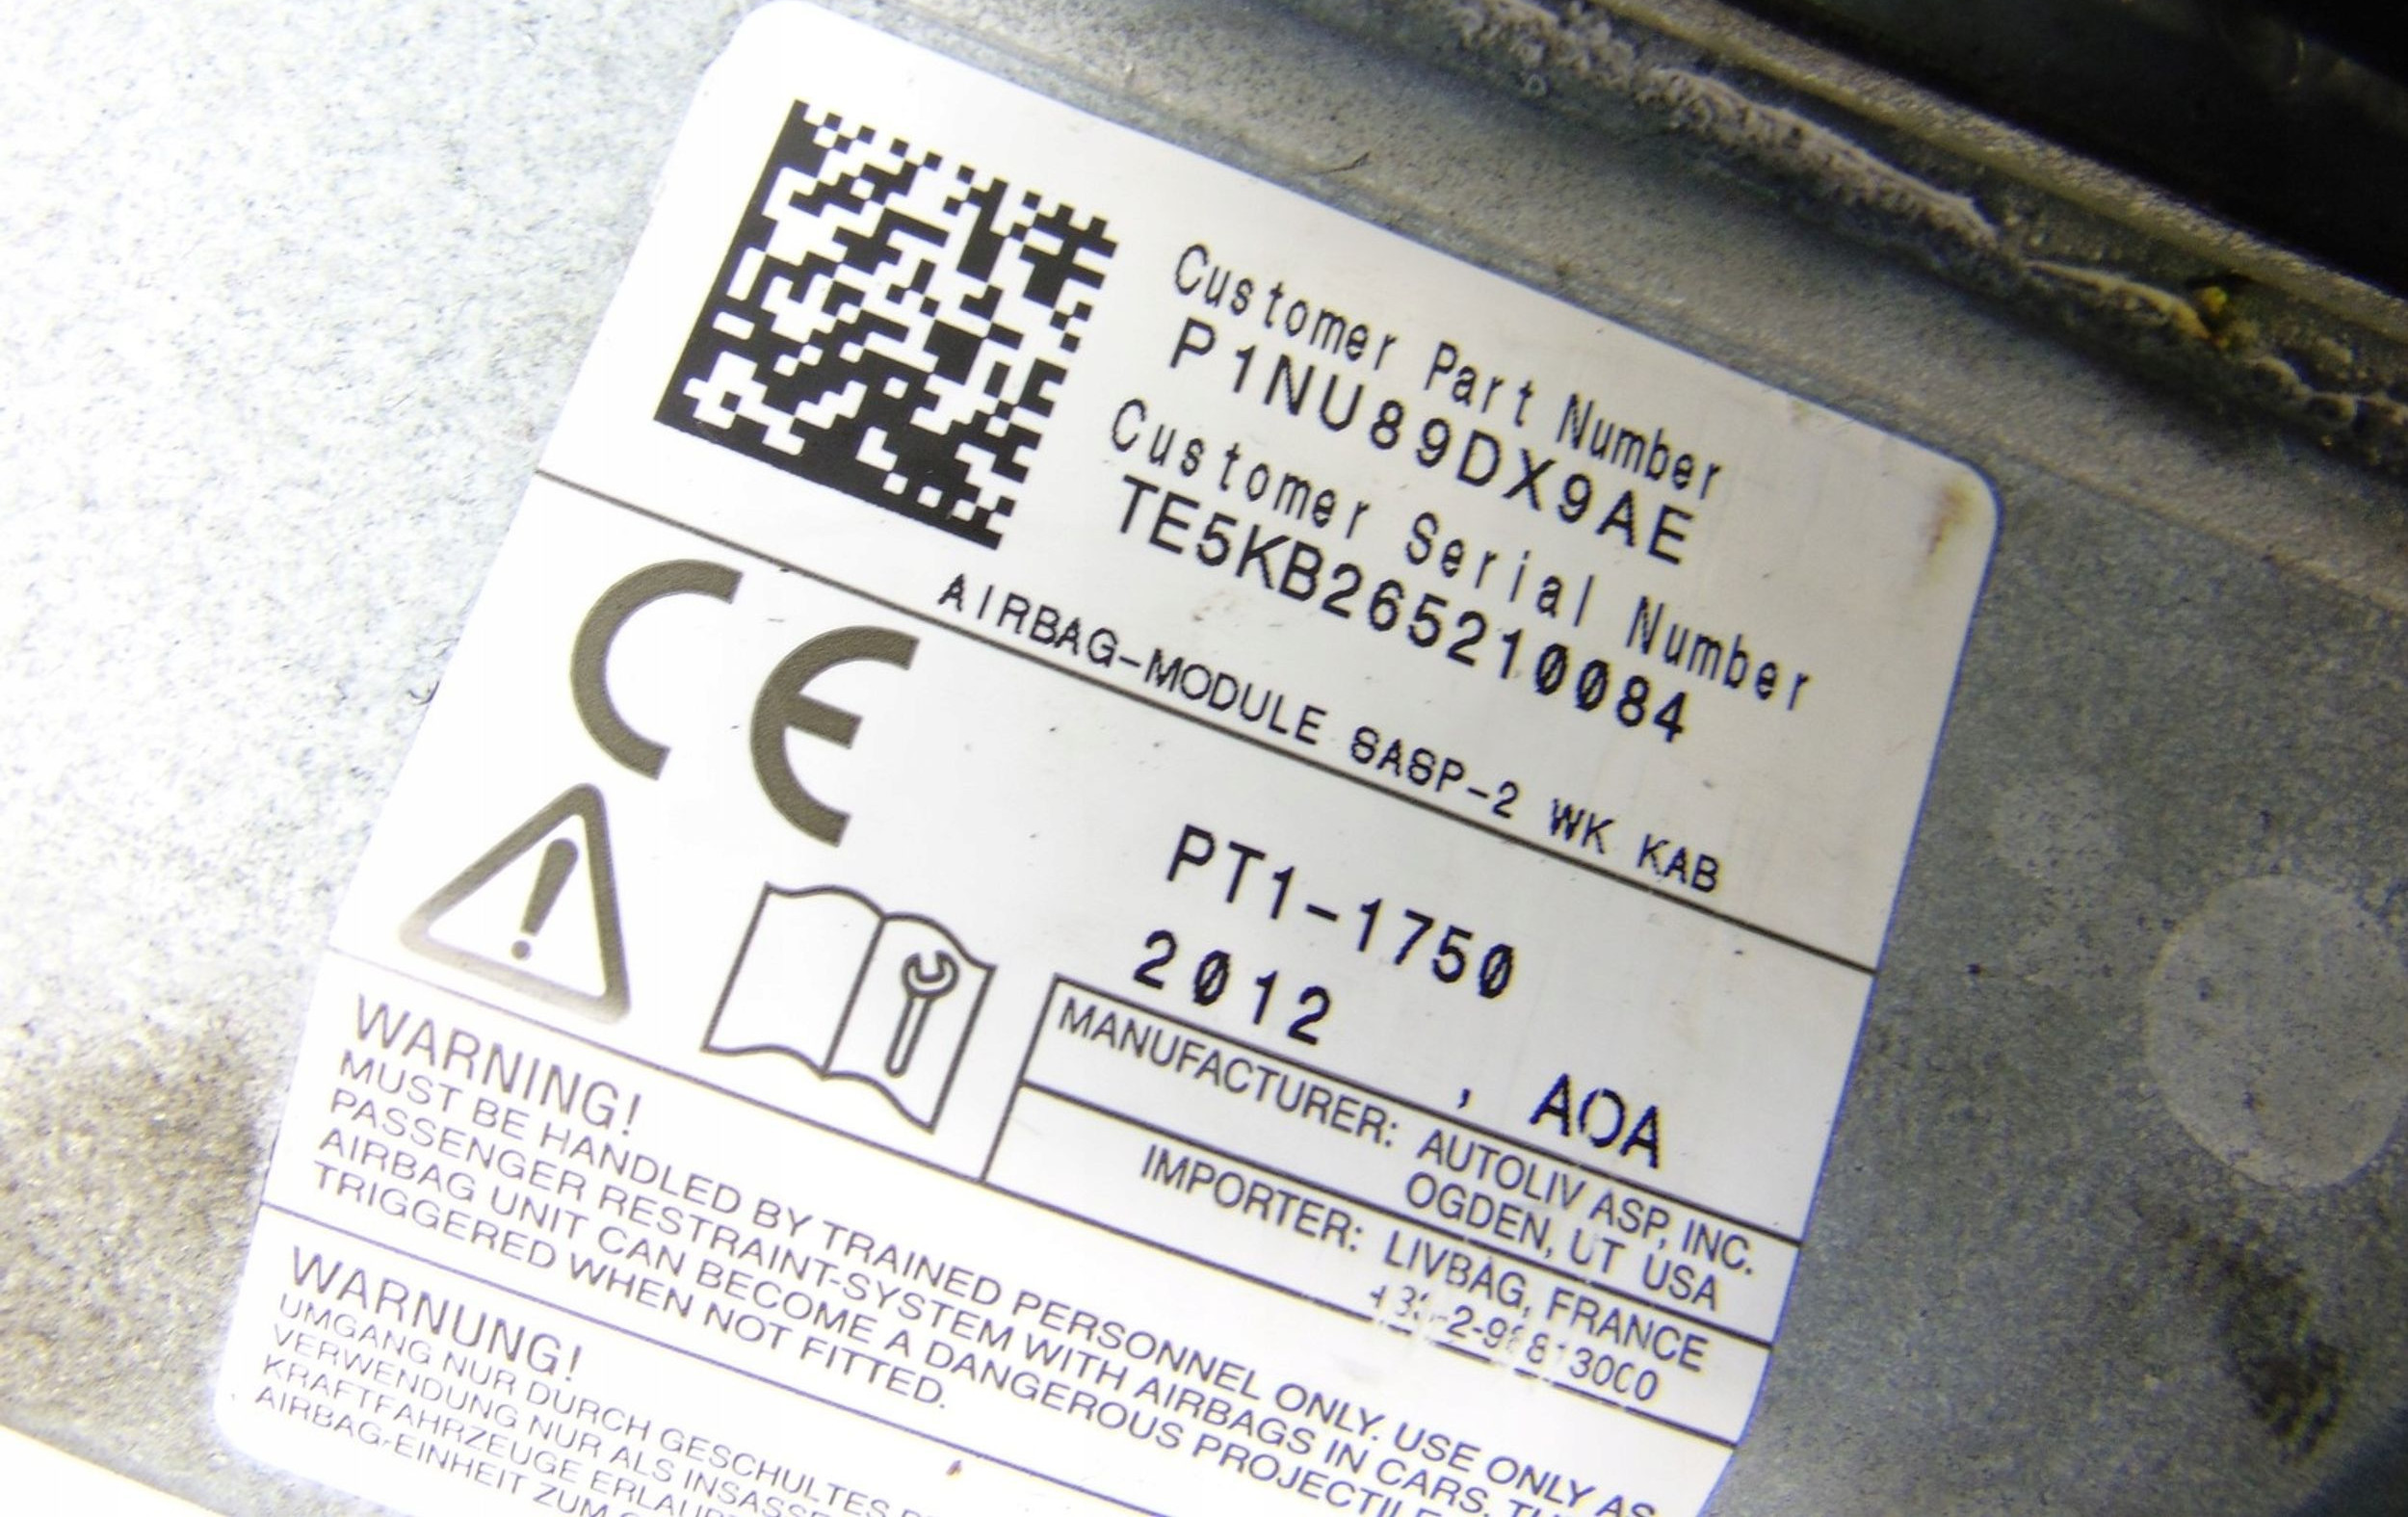 Customer Part Number
P1NU89DX9AE
Customer Serial Number
TE5KB265210084
AIRBAG-MODULE SASP-2 WK KAB
CE
PT1-1750
2012
, AOA
MANUFACTURER: AUTOLIV ASP, INC.
OGDEN, UT USA
IMPORTER: LIVBAG, FRANCE
WARNING!
MUST BE HANDLED BY TRAINED PERSONNEL ONLY. USE ONLY AS
PASSENGER RESTRAINT-SYSTEM WITH AIRBAGS IN CARS.
AIRBAG UNIT CAN BECOME A DANGEROUS
TRIGGERED WHEN NOT FITTED.
WARNUNG!
UMGANG NUR DURCH GESCHULTES
VERWENDUNG NUR ALS
KRAFTFAHRZEUGE
AIRBAG-EINHEIT ZUM